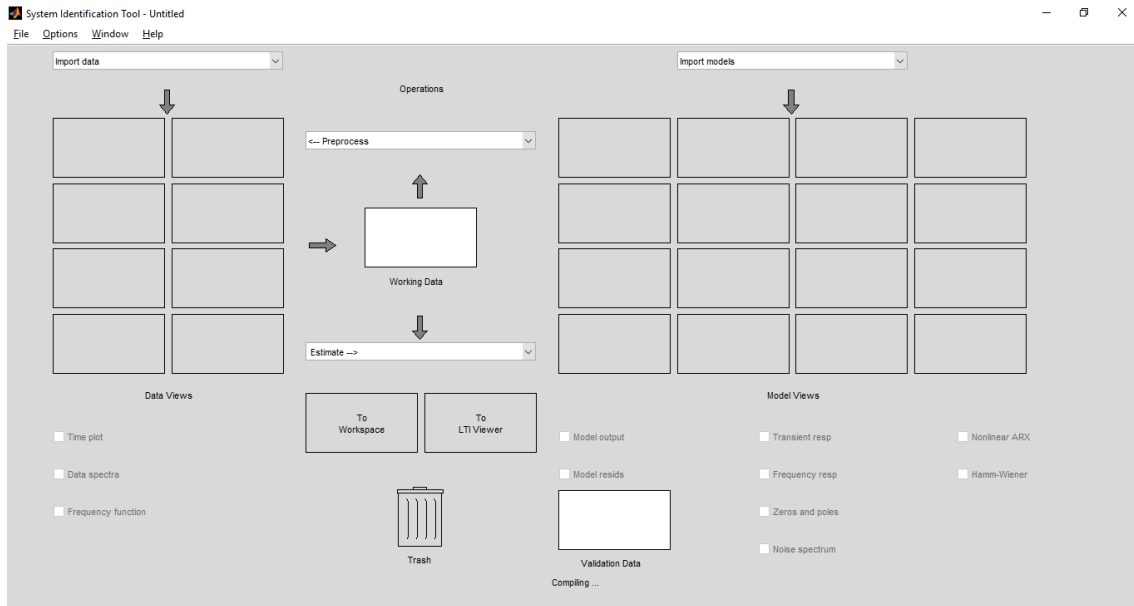 System Identification Tool - Untitled
File Options Window Help
Import data
Import models
Operations
<-- Preprocess
Working Data
Estimate -->
Data Views
Model Views
To
Workspace
To
LTI Viewer
Time plot
Data spectra
Frequency function
Model output
Transient resp
Nonlinear ARX
Model resids
Frequency resp
Hamm-Wiener
Zeros and poles
Noise spectrum
Trash
Validation Data
Compiling ...